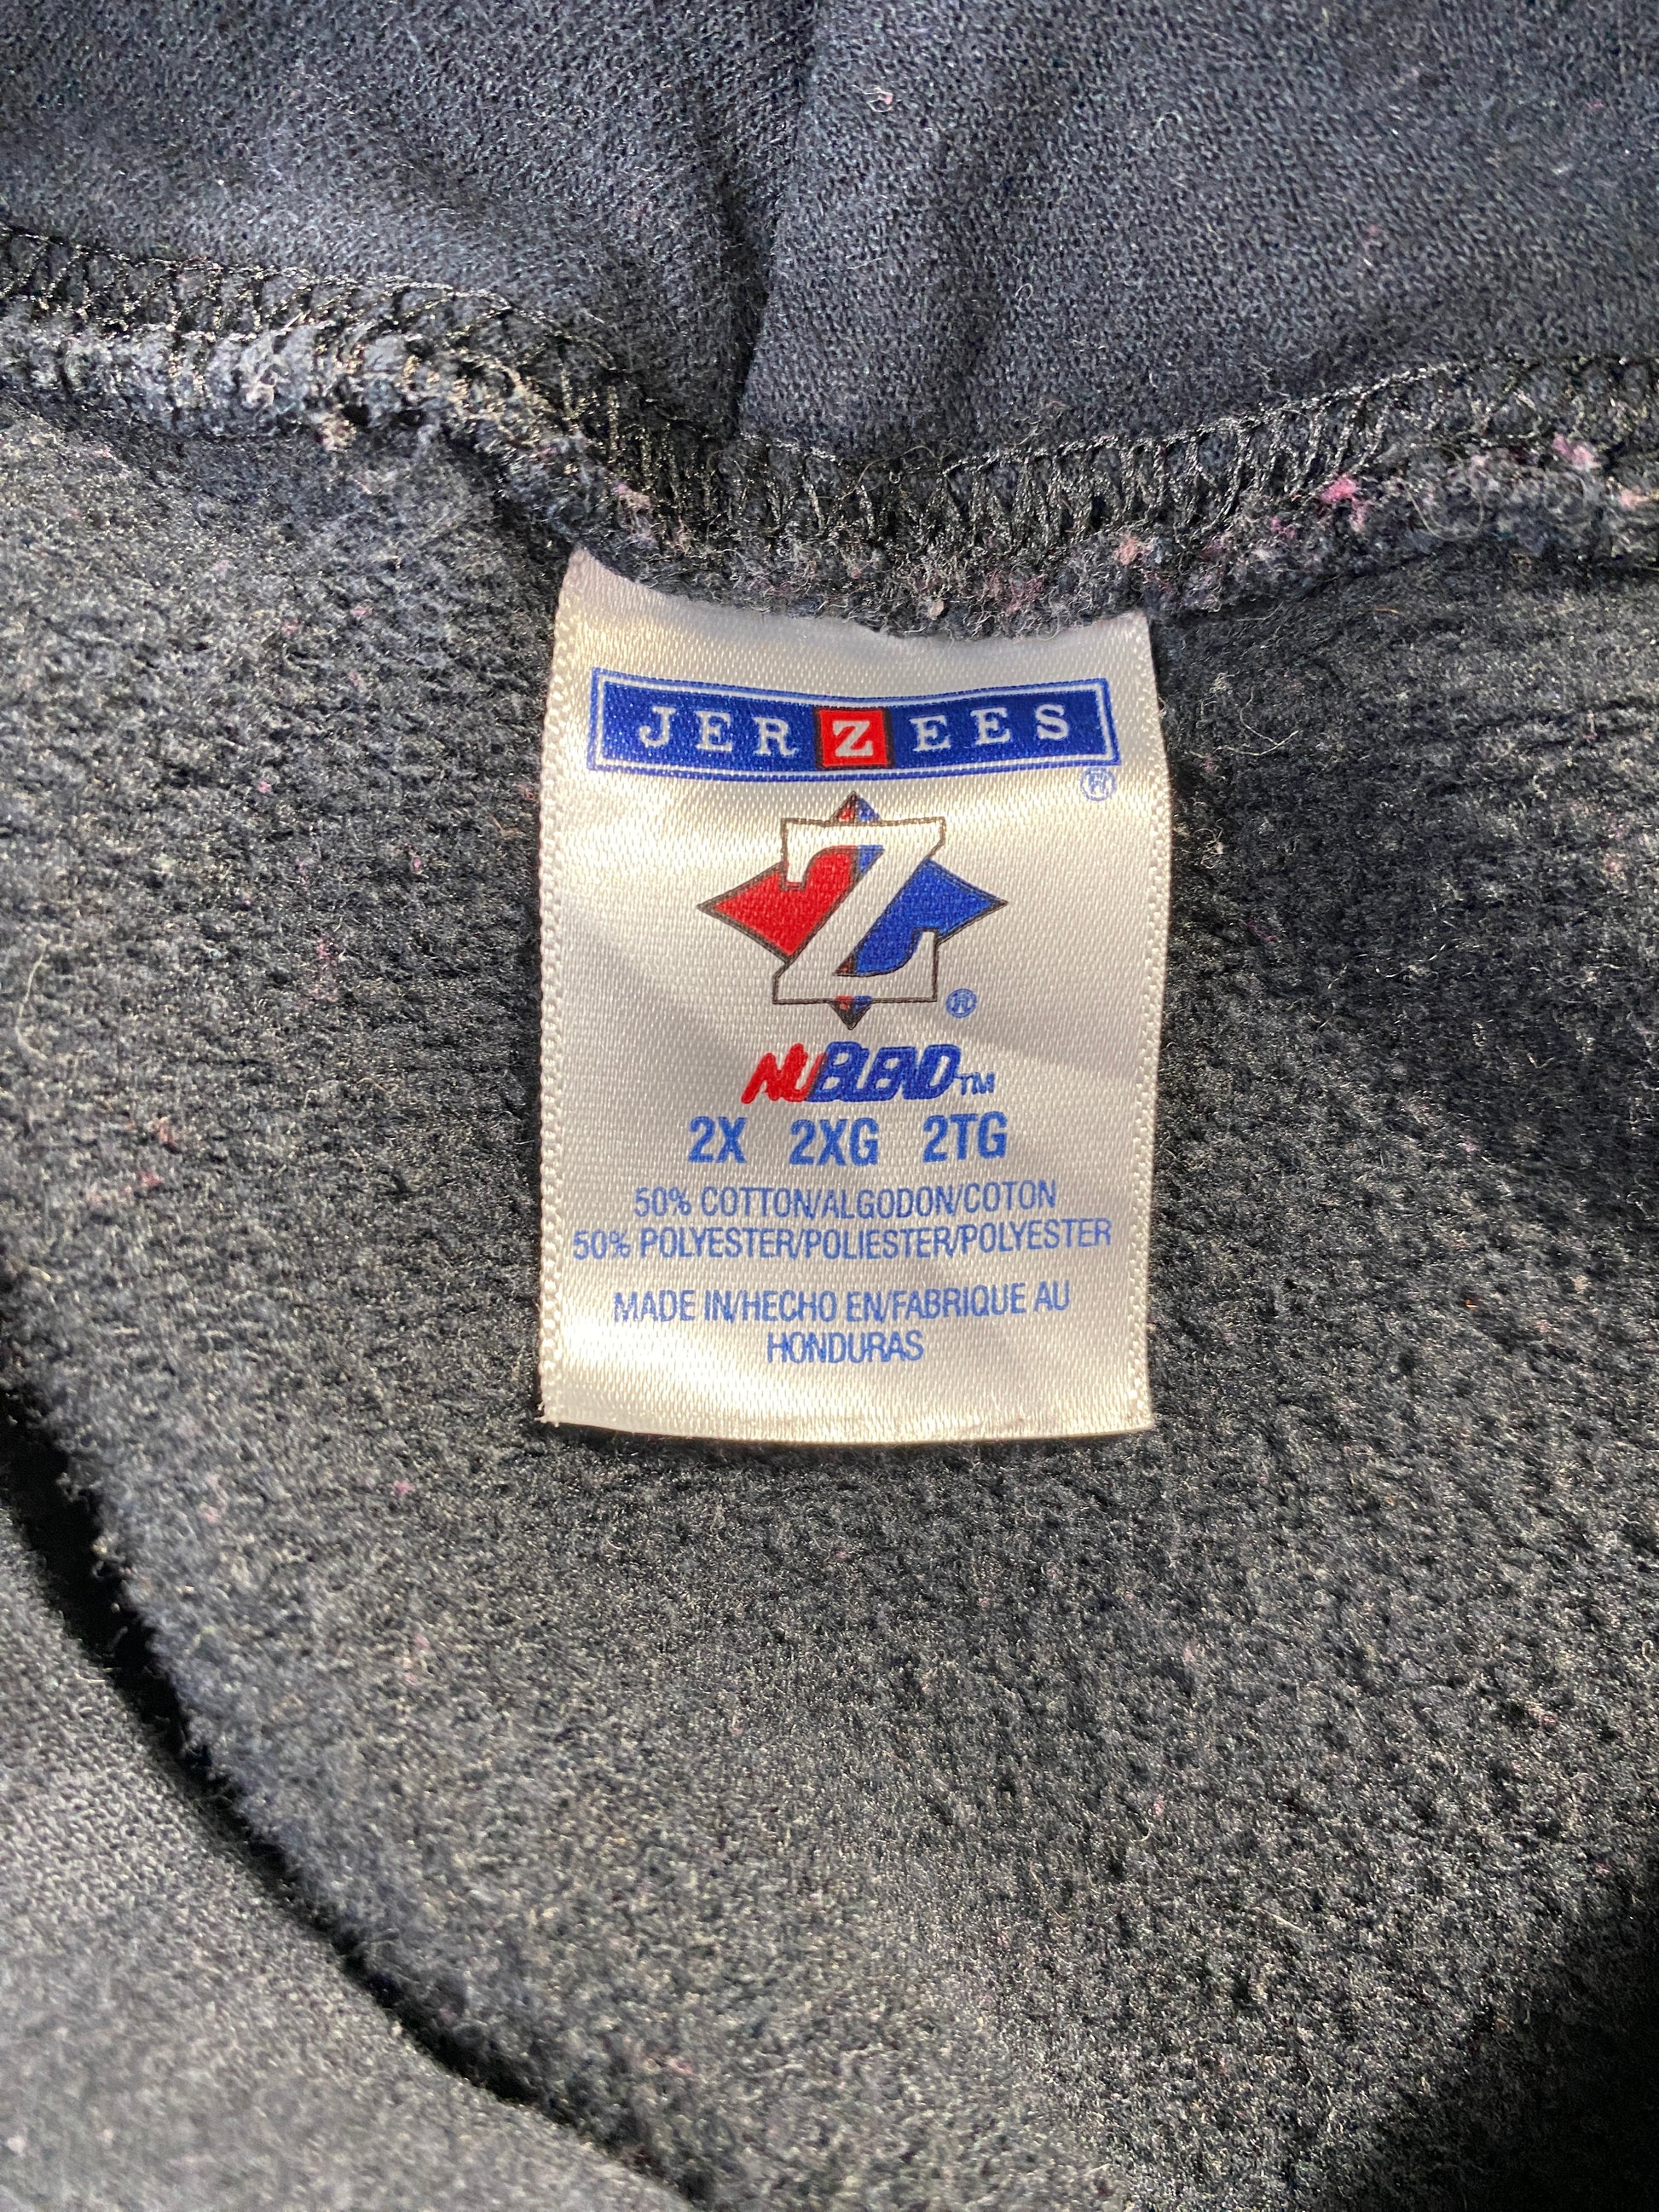 JERZEES
®
Z
®
NUBLEND™
2X 2XG 2TG
50% COTTON/ALGODON/COTON
50% POLYESTER/POLIESTER/POLYESTER
MADE IN/HECHO EN/FABRIQUE AU
HONDURAS